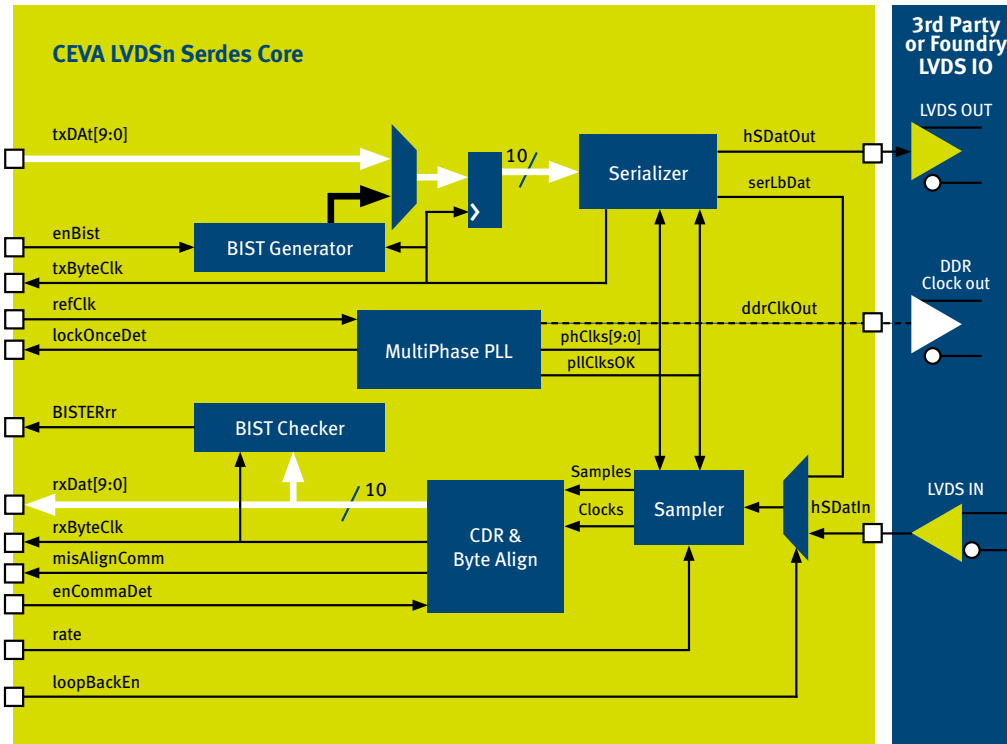 CEVA LVDSn Serdes Core
3rd Party
or Foundry
LVDS IO
LVDS OUT
txDAt[9:0]
10
hSDatOut
Serializer
serLbDat
enBist
BIST Generator
txByteClk
DDR
Clock out
refClk
ddrClkOut
lockOnceDet
MultiPhase PLL
phClks[9:0]
pllClksOK
BISTERrr
BIST Checker
rxDat[9:0]
10
Samples
LVDS IN
Clocks
Sampler
hSDatIn
rxByteClk
CDR &
Byte Align
misAlignComm
enCommaDet
rate
loopBackEn